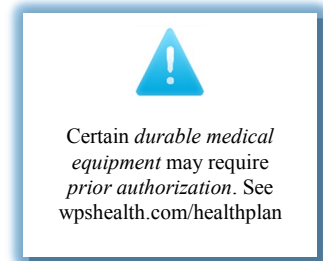 Certain durable medical
equipment may require
prior authorization. See
wpshealth.com/healthplan